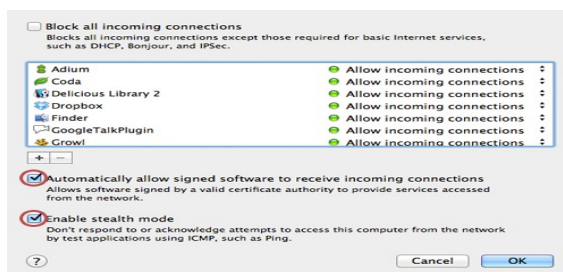 Block all incoming connections
Blocks all incoming connections except those required for basic Internet services,
such as DHCP, Bonjour, and IPSec.
Adium Allow incoming connections
Coda Allow incoming connections
Delicious Library 2 Allow incoming connections
Dropbox Allow incoming connections
Finder Allow incoming connections
GoogleTalkPlugin Allow incoming connections
Growl Allow incoming connections
+ −
Automatically allow signed software to receive incoming connections
Allows software signed by a valid certificate authority to provide services accessed
from the network.
Enable stealth mode
Don't respond to or acknowledge attempts to access this computer from the network
by test applications using ICMP, such as Ping.
? Cancel OK